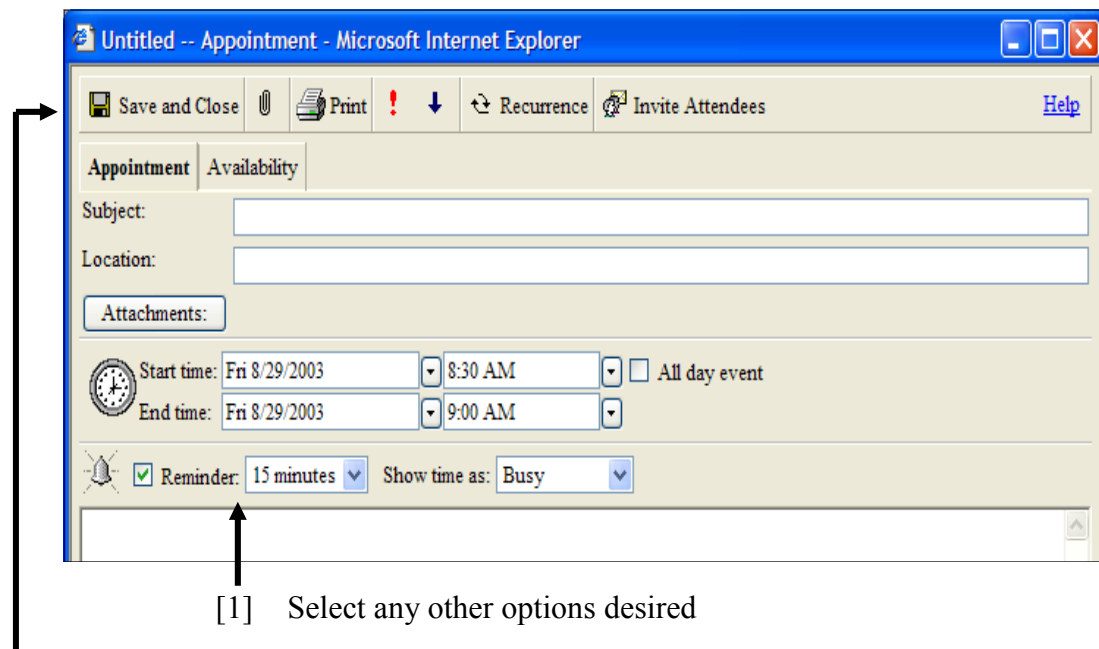 Untitled -- Appointment - Microsoft Internet Explorer
Save and Close Print ! Recurrence Invite Attendees Help
Appointment Availability
Subject:
Location:
Attachments:
Start time: Fri 8/29/2003 8:30 AM All day event
End time: Fri 8/29/2003 9:00 AM
Reminder: 15 minutes Show time as: Busy
[1] Select any other options desired